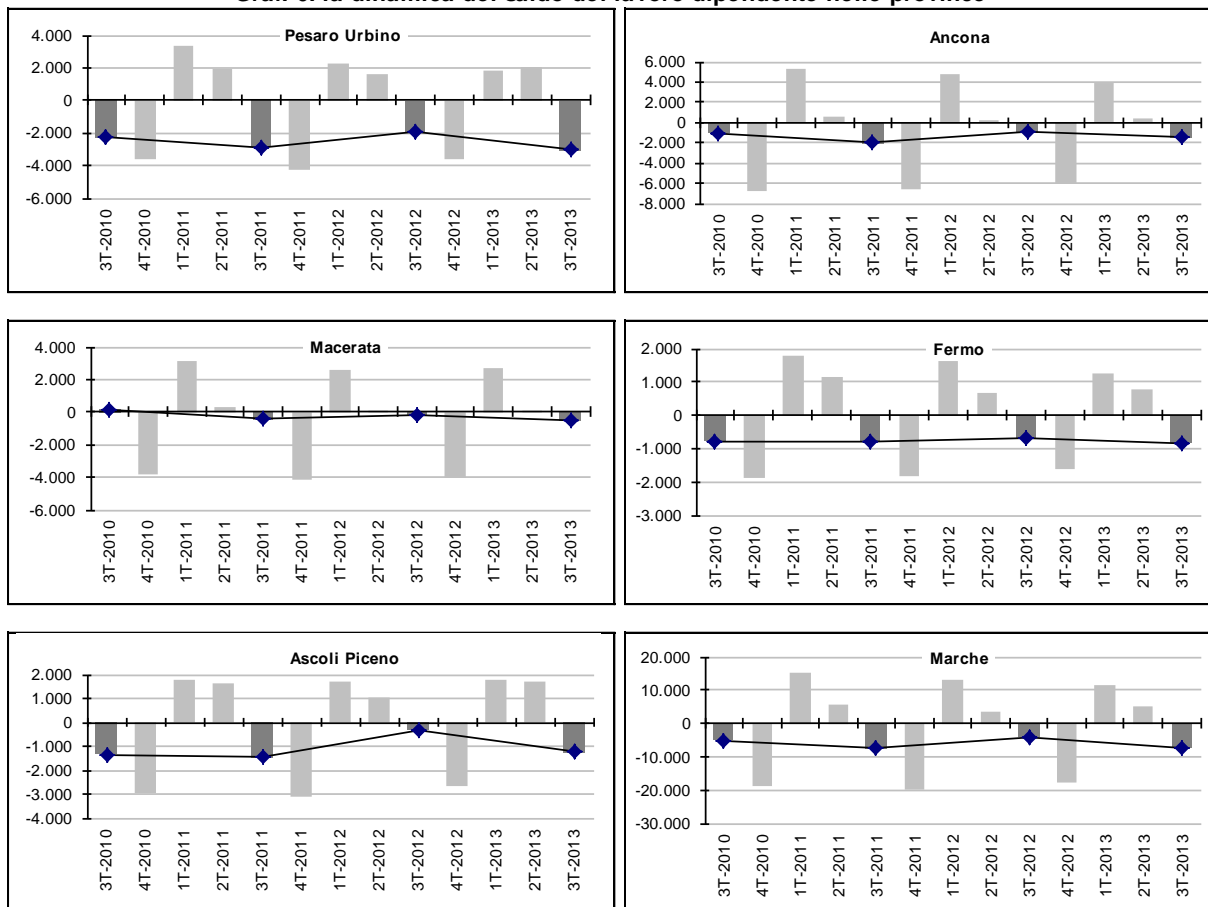 la dinamica del saldo del lavoro dipendente nelle province
Pesaro Urbino
4.000
2.000
0
-2.000
-4.000
-6.000
3T-2010
4T-2010
1T-2011
2T-2011
3T-2011
4T-2011
1T-2012
2T-2012
3T-2012
4T-2012
1T-2013
2T-2013
3T-2013
Ancona
6.000
4.000
2.000
0
-2.000
-4.000
-6.000
-8.000
3T-2010
4T-2010
1T-2011
2T-2011
3T-2011
4T-2011
1T-2012
2T-2012
3T-2012
4T-2012
1T-2013
2T-2013
3T-2013
Macerata
4.000
2.000
0
-2.000
-4.000
-6.000
3T-2010
4T-2010
1T-2011
2T-2011
3T-2011
4T-2011
1T-2012
2T-2012
3T-2012
4T-2012
1T-2013
2T-2013
3T-2013
Fermo
2.000
1.000
0
-1.000
-2.000
-3.000
3T-2010
4T-2010
1T-2011
2T-2011
3T-2011
4T-2011
1T-2012
2T-2012
3T-2012
4T-2012
1T-2013
2T-2013
3T-2013
Ascoli Piceno
2.000
1.000
0
-1.000
-2.000
-3.000
-4.000
3T-2010
4T-2010
1T-2011
2T-2011
3T-2011
4T-2011
1T-2012
2T-2012
3T-2012
4T-2012
1T-2013
2T-2013
3T-2013
Marche
20.000
10.000
0
-10.000
-20.000
-30.000
3T-2010
4T-2010
1T-2011
2T-2011
3T-2011
4T-2011
1T-2012
2T-2012
3T-2012
4T-2012
1T-2013
2T-2013
3T-2013